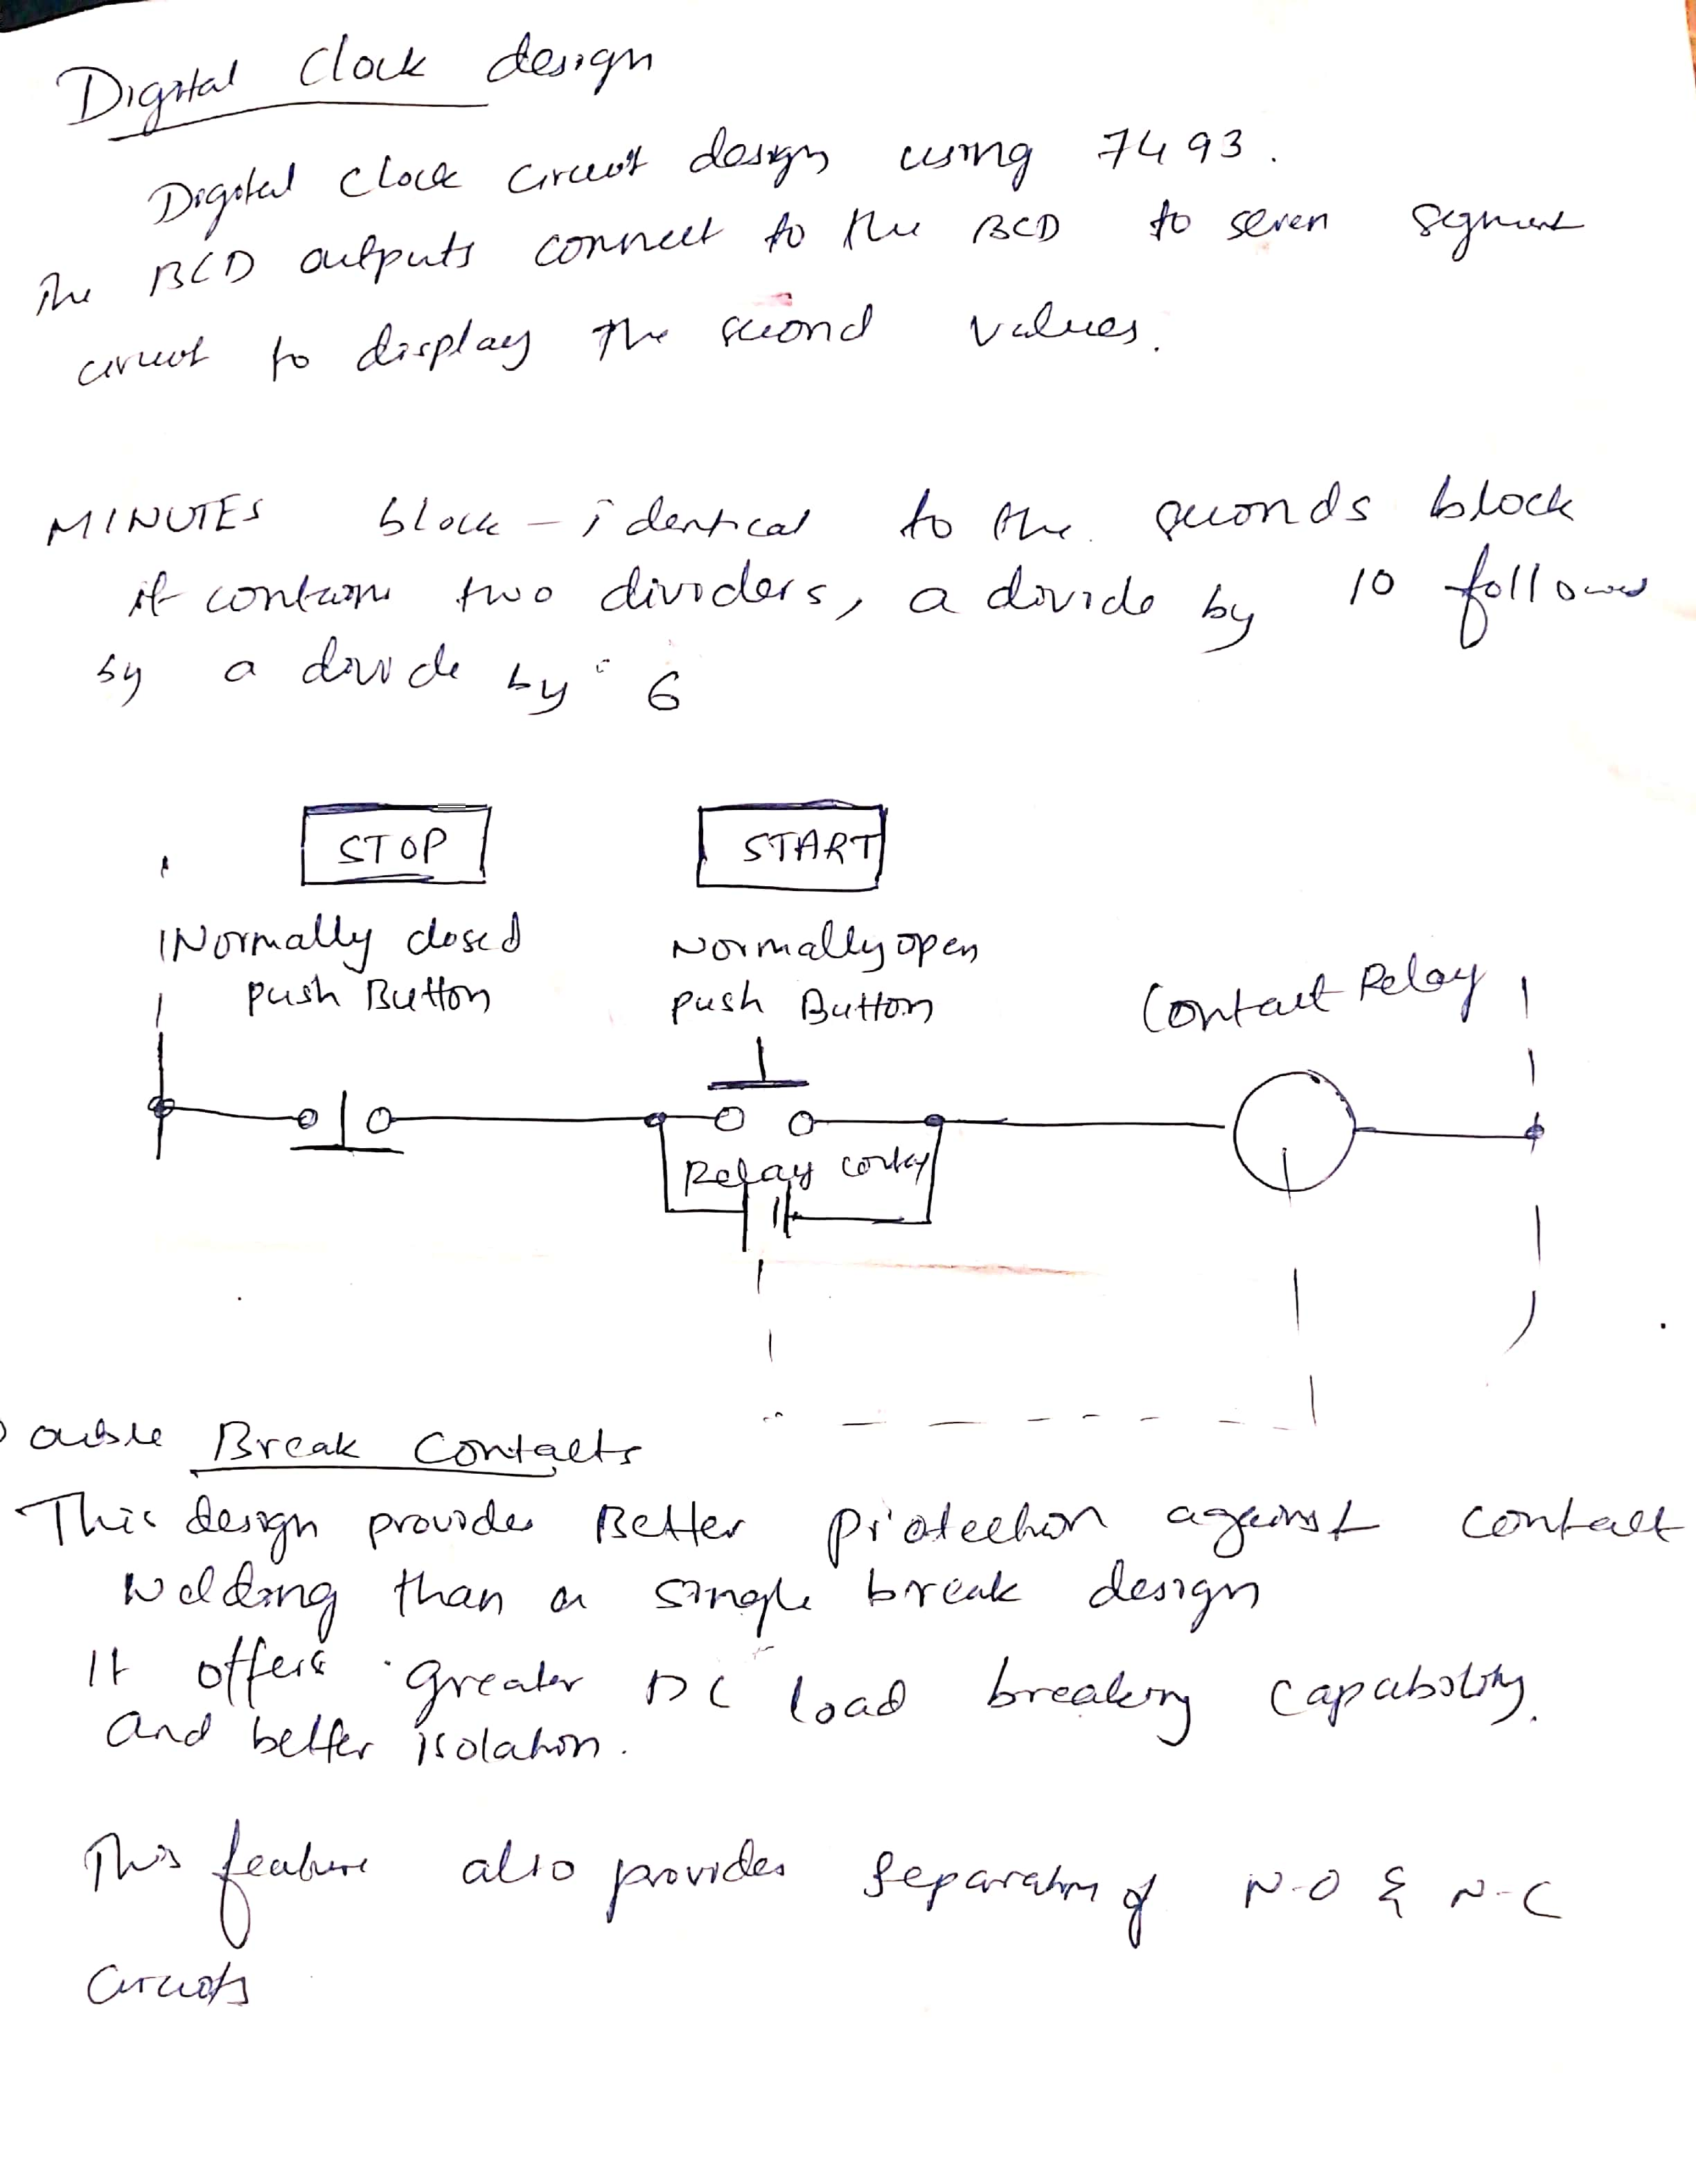 Digital Clock design
Digital Clock circuit design using 7493.
The BCD outputs connect to the BCD to seven segment
circuit to display the second values.
MINUTES block - identical to the seconds block
it contains two dividers, a divide by 10 followed
by a divide by 6
STOP
START
Normally closed
push Button
Normally open
push Button
Contact Relay
Relay
Double Break Contacts
This design provides Better protection against contact
welding than a single break design
It offers greater DC load breaking capability.
and better isolation.
This feature also provides separation of N-O & N-C
circuits